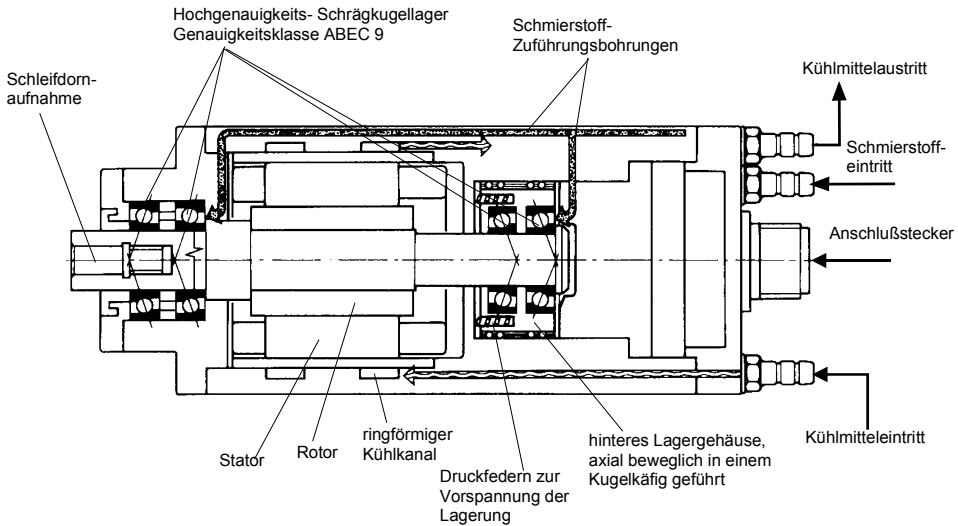 Hochgenauigkeits- Schrägkugellager
Genauigkeitsklasse ABEC 9
Schmierstoff-
Zuführungsbohrungen
Schleifdorn-
aufnahme
Kühlmittelaustritt
Schmierstoff-
eintritt
Anschlußstecker
Stator
Rotor
ringförmiger
Kühlkanal
Druckfedern zur
Vorspannung der
Lagerung
hinteres Lagergehäuse,
axial beweglich in einem
Kugelkäfig geführt
Kühlmitteleintritt